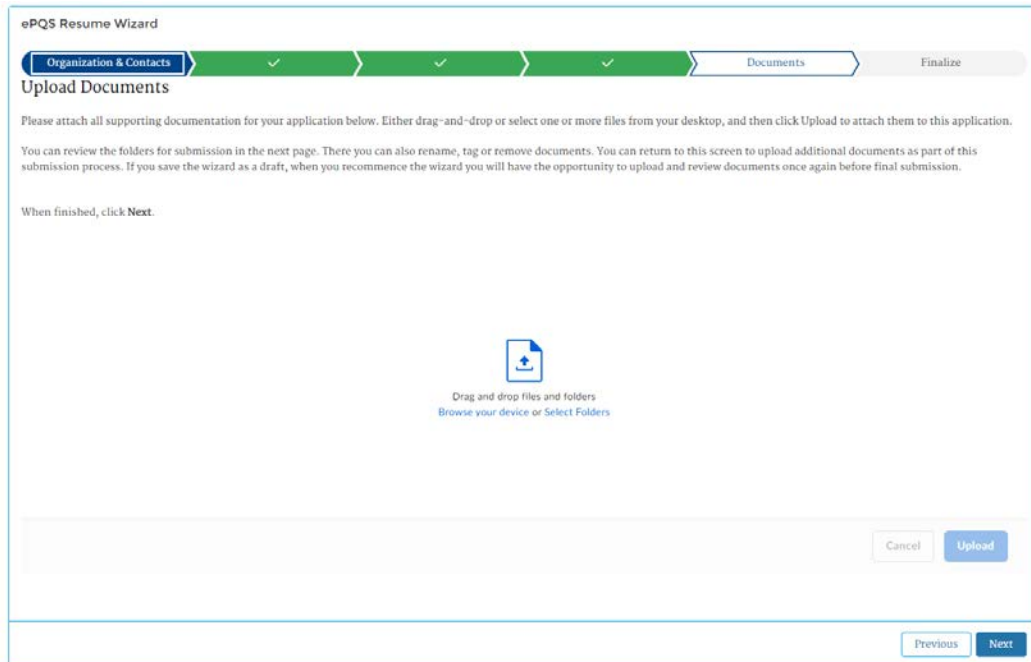 ePQS Resume Wizard
Organization & Contacts
Documents
Finalize
Upload Documents
Please attach all supporting documentation for your application below. Either drag-and-drop or select one or more files from your desktop, and then click Upload to attach them to this application.
You can review the folders for submission in the next page. There you can also rename, tag or remove documents. You can return to this screen to upload additional documents as part of this
submission process. If you save the wizard as a draft, when you recommence the wizard you will have the opportunity to upload and review documents once again before final submission.
When finished, click Next.
Drag and drop files and folders
Browse your device or Select Folders
Cancel
Upload
Previous
Next